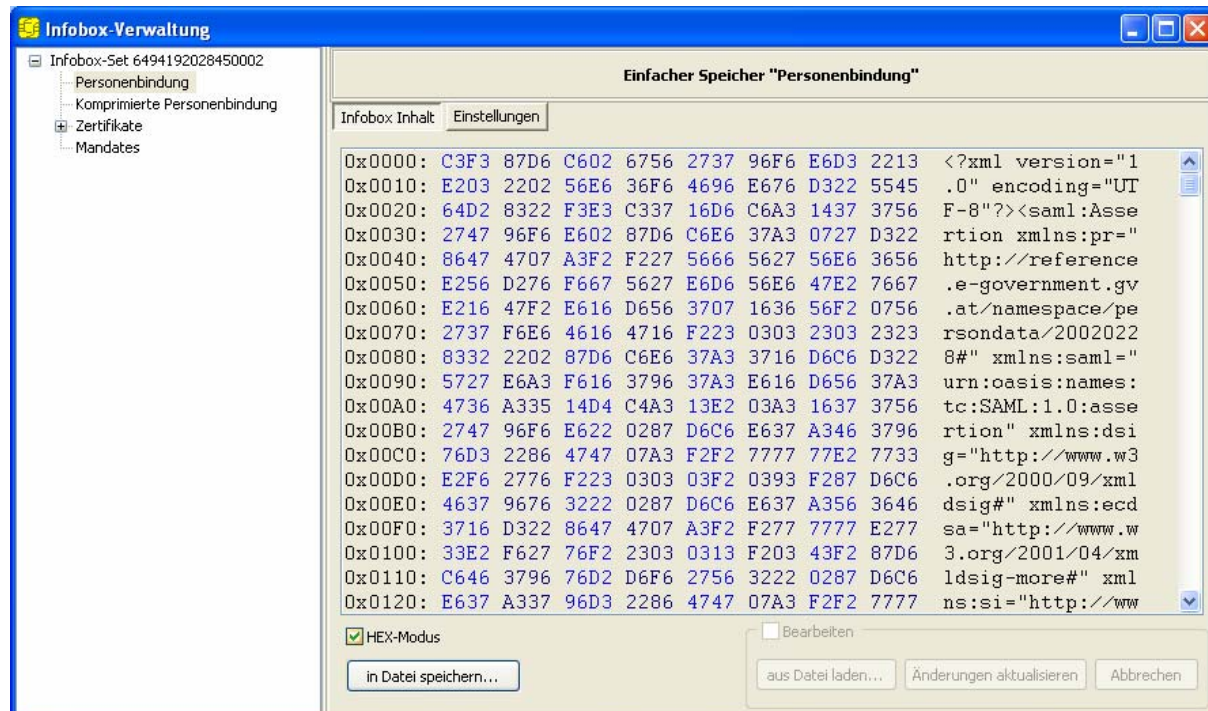 Infobox-Verwaltung
Infobox-Set 6494192028450002
Personenbindung
Komprimierte Personenbindung
Zertifikate
Mandates
Einfacher Speicher "Personenbindung"
Infobox Inhalt Einstellungen
0x0000: C3F3 87D6 C602 6756 2737 96F6 E6D3 2213 <?xml version="1
0x0010: E203 2202 56E6 36F6 4696 E676 D322 5545 .0" encoding="UT
0x0020: 64D2 8322 F3E3 C337 16D6 C6A3 1437 3756 F-8"?><saml:Asse
0x0030: 2747 96F6 E602 87D6 C6E6 37A3 0727 D322 rtion xmlns:pr="
0x0040: 8647 4707 A3F2 F227 5666 5627 56E6 3656 http://reference
0x0050: E256 D276 F667 5627 E6D6 56E6 47E2 7667 .e-government.gv
0x0060: E216 47F2 E616 D656 3707 1636 56F2 0756 .at/namespace/pe
0x0070: 2737 F6E6 4616 4716 F223 0303 2303 2323 rsondata/2002022
0x0080: 8332 2202 87D6 C6E6 37A3 3716 D6C6 D322 8#" xmlns:saml="
0x0090: 5727 E6A3 F616 3796 37A3 E616 D656 37A3 urn:oasis:names:
0x00A0: 4736 A335 14D4 C4A3 13E2 03A3 1637 3756 tc:SAML:1.0:asse
0x00B0: 2747 96F6 E622 0287 D6C6 E637 A346 3796 rtion" xmlns:dsi
0x00C0: 76D3 2286 4747 07A3 F2F2 7777 77E2 7733 g="http://www.w3
0x00D0: E2F6 2776 F223 0303 03F2 0393 F287 D6C6 .org/2000/09/xml
0x00E0: 4637 9676 3222 0287 D6C6 E637 A356 3646 dsig#" xmlns:ecd
0x00F0: 3716 D322 8647 4707 A3F2 F277 7777 E277 sa="http://www.w
0x0100: 33E2 F627 76F2 2303 0313 F203 43F2 87D6 3.org/2001/04/xm
0x0110: C646 3796 76D2 D6F6 2756 3222 0287 D6C6 ldsig-more#" xml
0x0120: E637 A337 96D3 2286 4747 07A3 F2F2 7777 ns:si="http://ww
HEX-Modus
Bearbeiten
in Datei speichern...
aus Datei laden... Änderungen aktualisieren Abbrechen